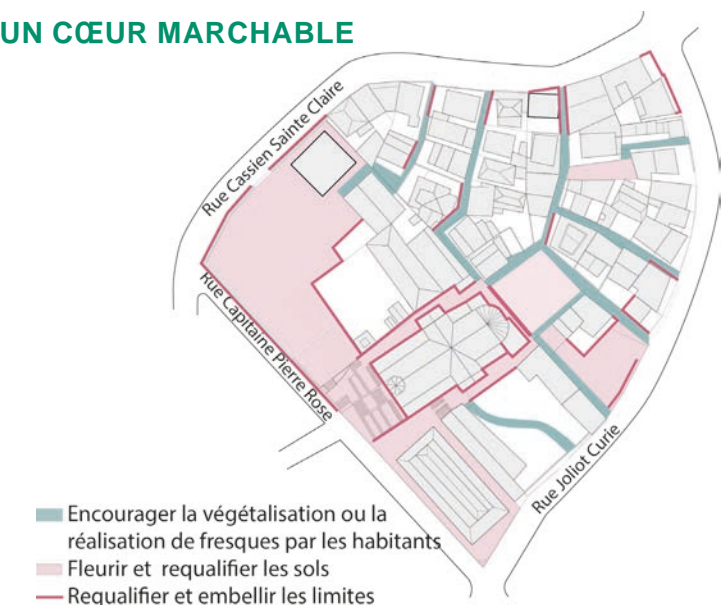 UN CŒUR MARCHABLE
Rue Cassien Sainte Claire
Rue Capitaine Pierre Rose
Rue Joliot Curie
Encourager la végétalisation ou la
réalisation de fresques par les habitants
Fleurir et requalifier les sols
Requalifier et embellir les limites